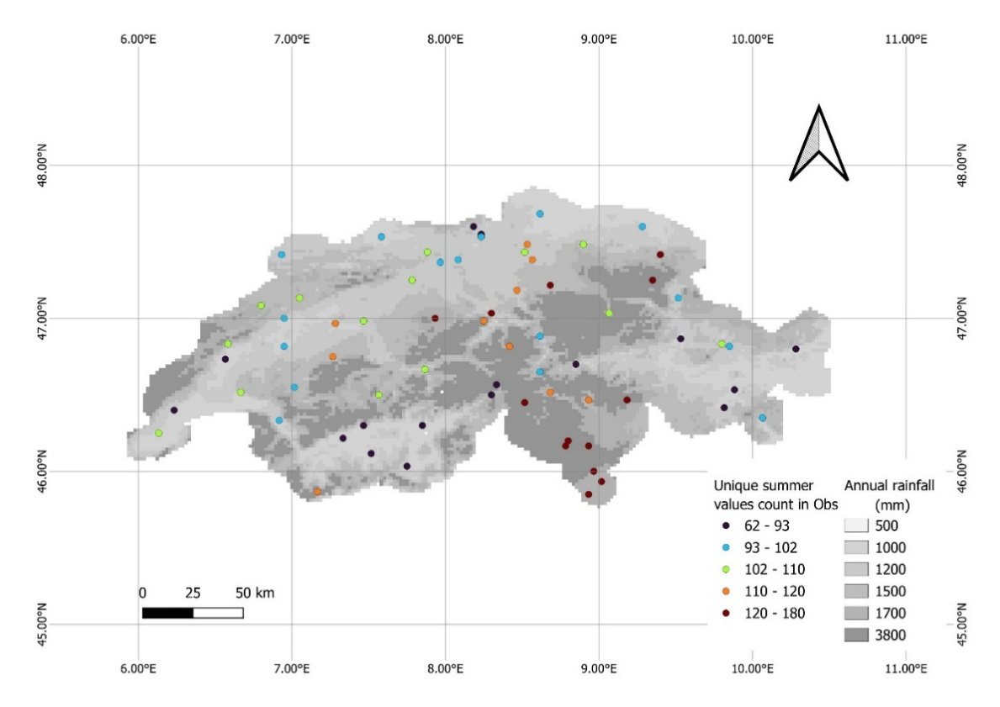 6.00°E 7.00°E 8.00°E 9.00°E 10.00°E 11.00°E
48.00°N 48.00°N
47.00°N 47.00°N
46.00°N 46.00°N
Unique summer Annual rainfall
values count in Obs (mm)
62 - 93 500
93 - 102 1000
102 - 110 1200
110 - 120 1500
120 - 180 1700
3800
0 25 50 km
45.00°N 45.00°N
6.00°E 7.00°E 8.00°E 9.00°E 10.00°E 11.00°E